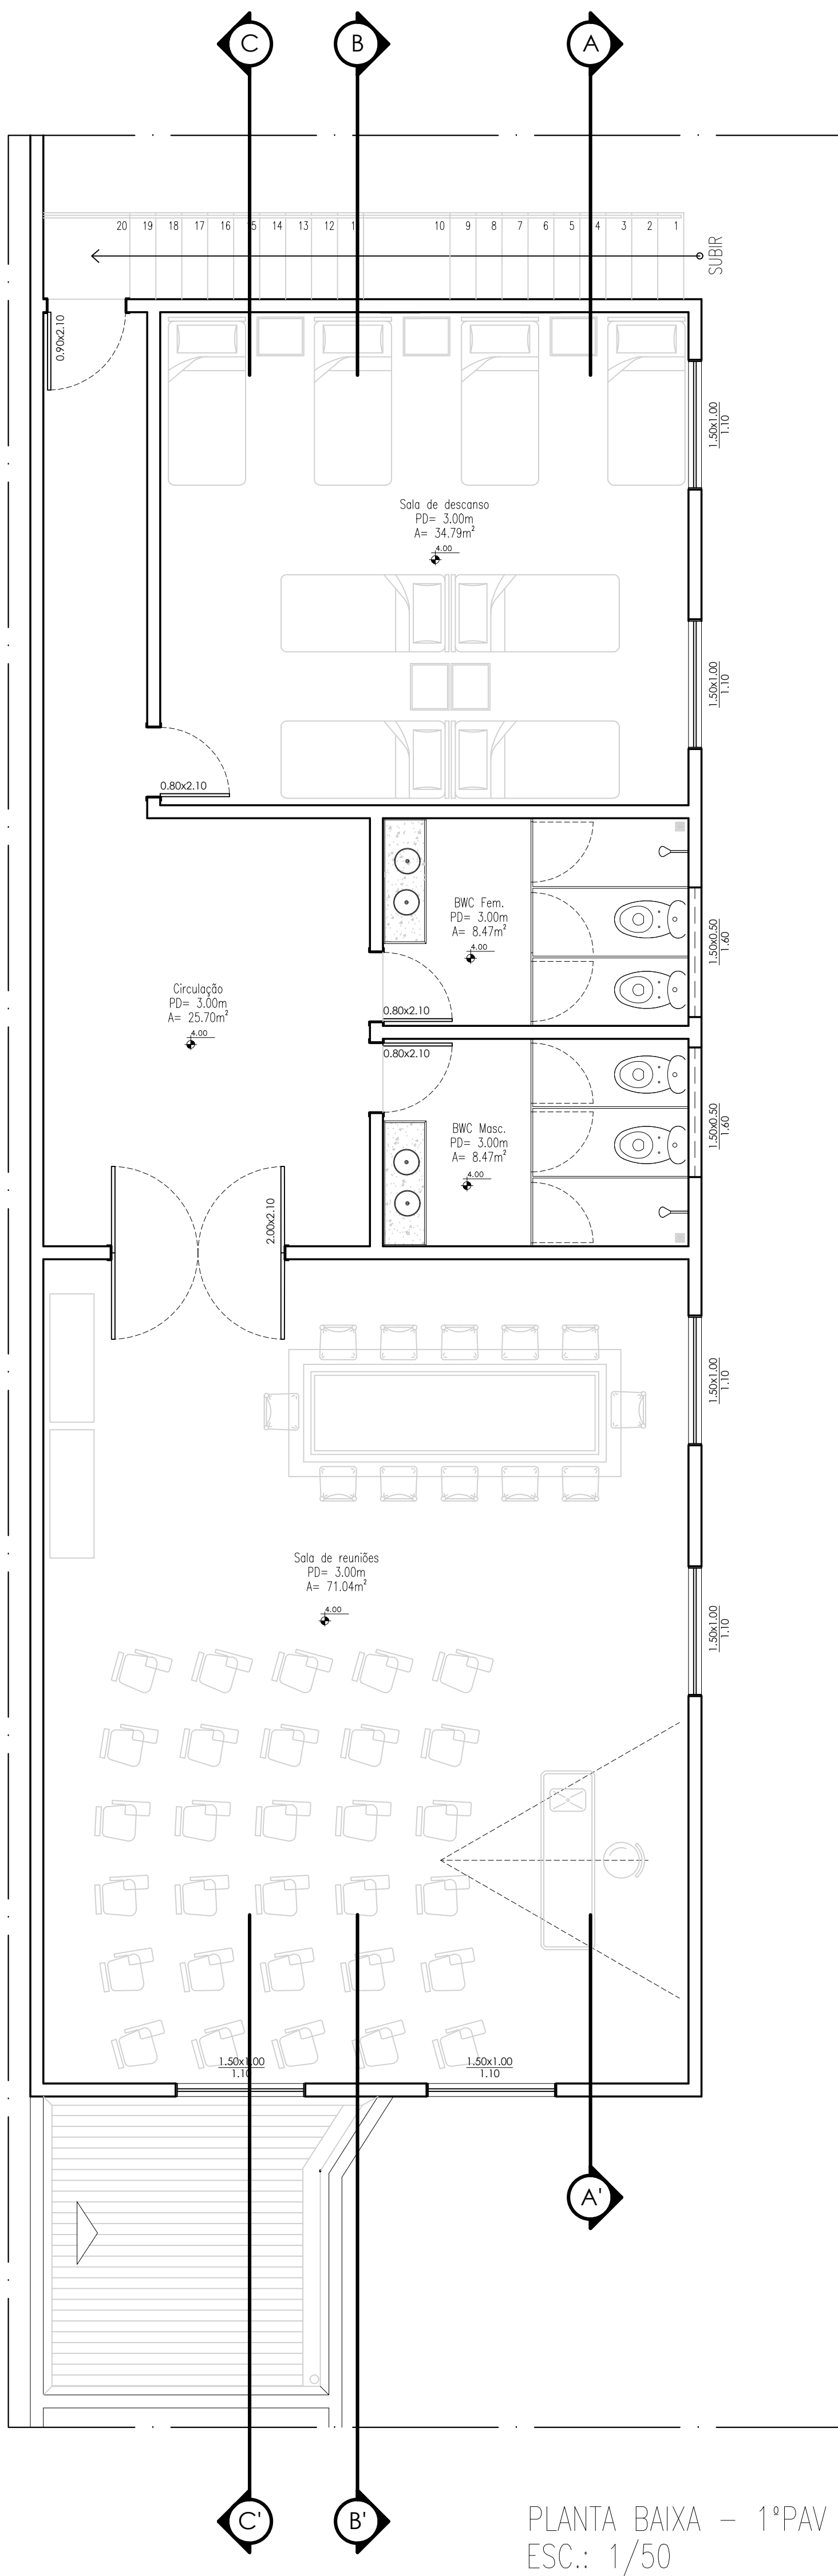 C
B
A
20
19
18
17
16
15
14
13
12
1
10
9
8
7
6
5
4
3
2
1
SUBIR
0.90x2.10
1.50x1.00
1.10
Sala de descanso
PD= 3.00m
A= 34.79m²
4.00
1.50x1.00
1.10
0.80x2.10
BWC Fem.
PD= 3.00m
A= 8.47m²
4.00
1.50x0.50
1.60
Circulação
PD= 3.00m
A= 25.70m²
4.00
0.80x2.10
0.80x2.10
BWC Masc.
PD= 3.00m
A= 8.47m²
4.00
1.50x0.50
1.60
2.00x2.10
1.50x1.00
1.10
Sala de reuniões
PD= 3.00m
A= 71.04m²
4.00
1.50x1.00
1.10
1.50x1.00
1.10
1.50x1.00
1.10
A'
C'
B'
PLANTA BAIXA – 1ºPAV
ESC.: 1/50